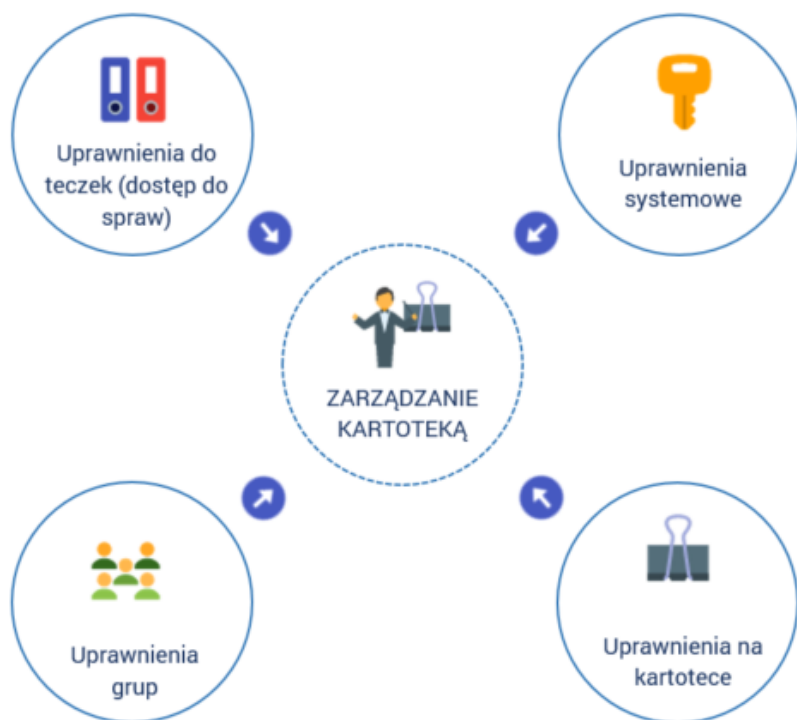 Uprawnienia do
teczek (dostęp do
spraw)
Uprawnienia
systemowe
ZARZĄDZANIE
KARTOTEKĄ
Uprawnienia
grup
Uprawnienia na
kartotece